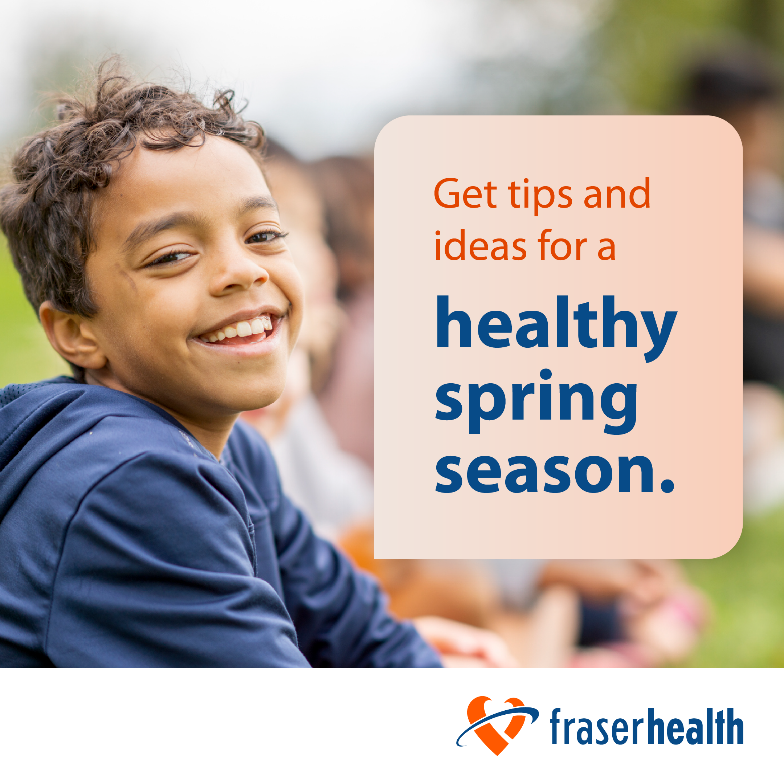 Get tips and
ideas for a
healthy
spring
season.
fraserhealth